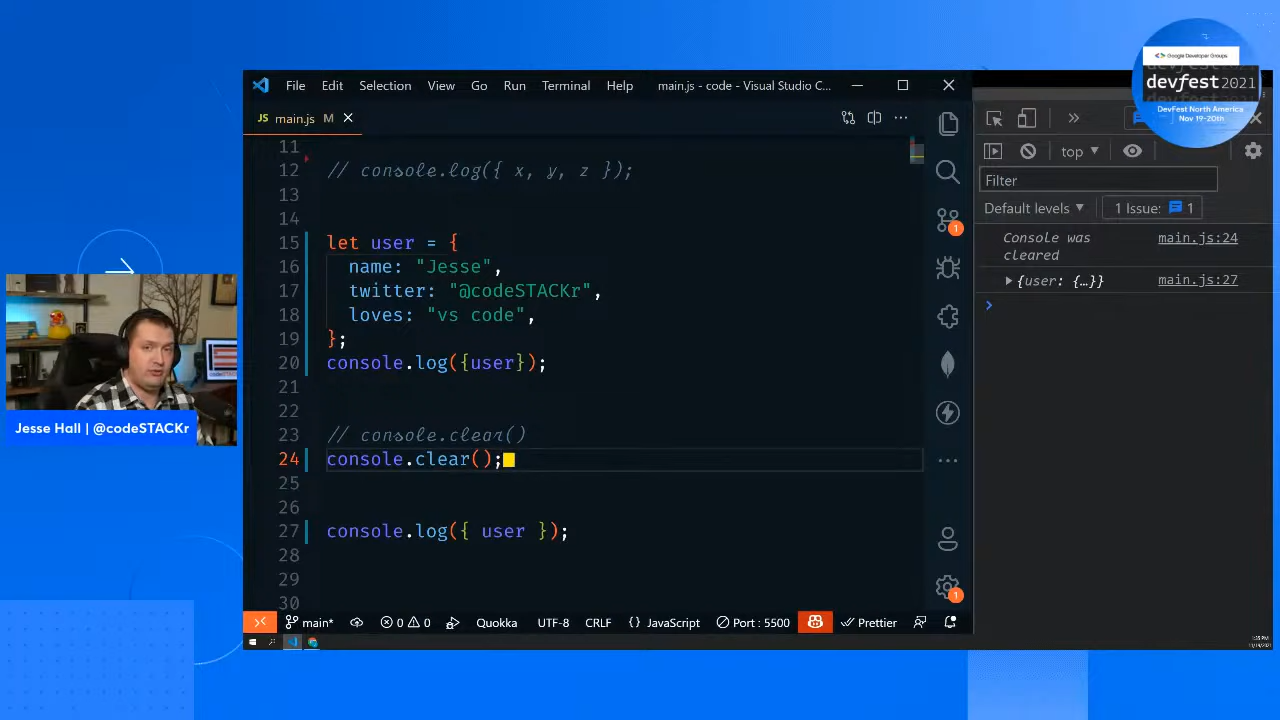 Google Developer Groups
devfest 2021
DevFest North America
Nov 19-20th
File Edit Selection View Go Run Terminal Help main.js - code - Visual Studio C...
JS main.js M
11
12 // console.log({ x, y, z });
13
14
15 let user = {
16 name: "Jesse",
17 twitter: "@codeSTACKr",
18 loves: "vs code",
19 };
20 console.log({user});
21
22
23 // console.clear()
24 console.clear();
25
26
27 console.log({ user });
28
29
30
1
1
top
Filter
Default levels 1 Issue: 1
Console was cleared main.js:24
{user: {…}} main.js:27
Jesse Hall | @codeSTACKr
main* 0 0 Quokka UTF-8 CRLF {} JavaScript Port : 5500 Prettier